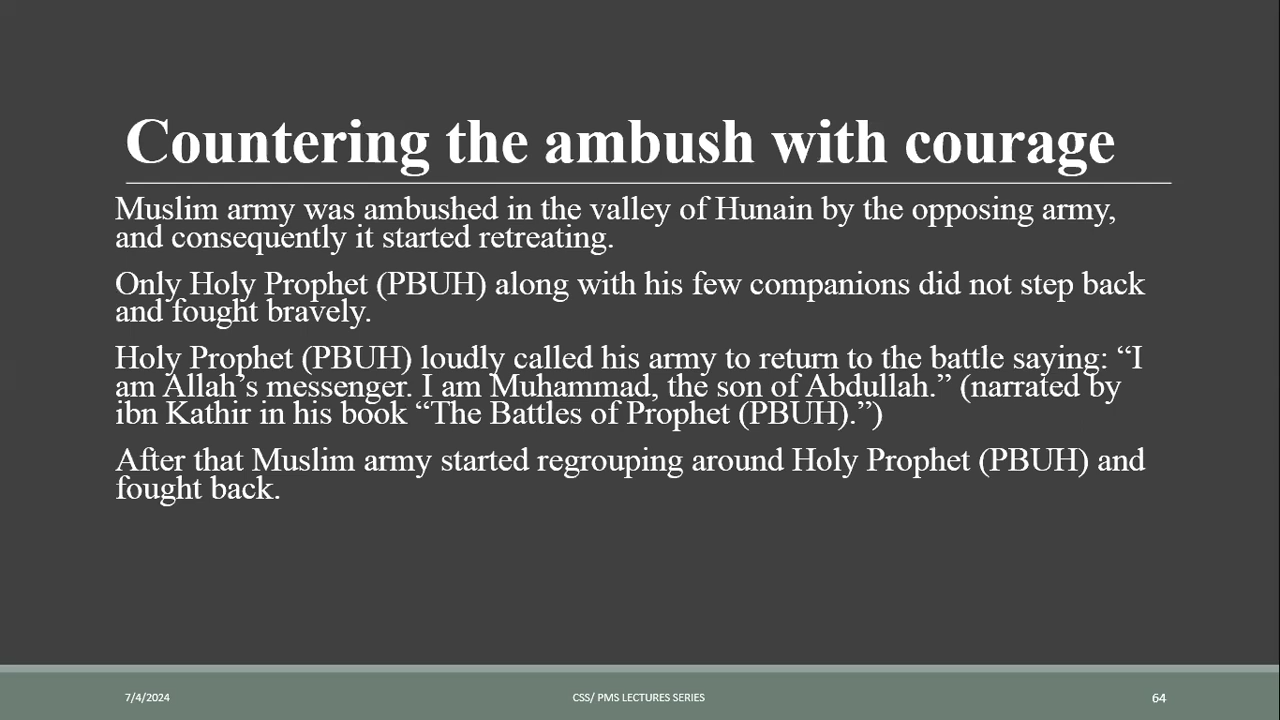 Countering the ambush with courage
Muslim army was ambushed in the valley of Hunain by the opposing army,
and consequently it started retreating.
Only Holy Prophet (PBUH) along with his few companions did not step back
and fought bravely.
Holy Prophet (PBUH) loudly called his army to return to the battle saying: “I
am Allah’s messenger. I am Muhammad, the son of Abdullah.” (narrated by
ibn Kathir in his book “The Battles of Prophet (PBUH).”)
After that Muslim army started regrouping around Holy Prophet (PBUH) and
fought back.
7/4/2024
CSS/ PMS LECTURES SERIES
64